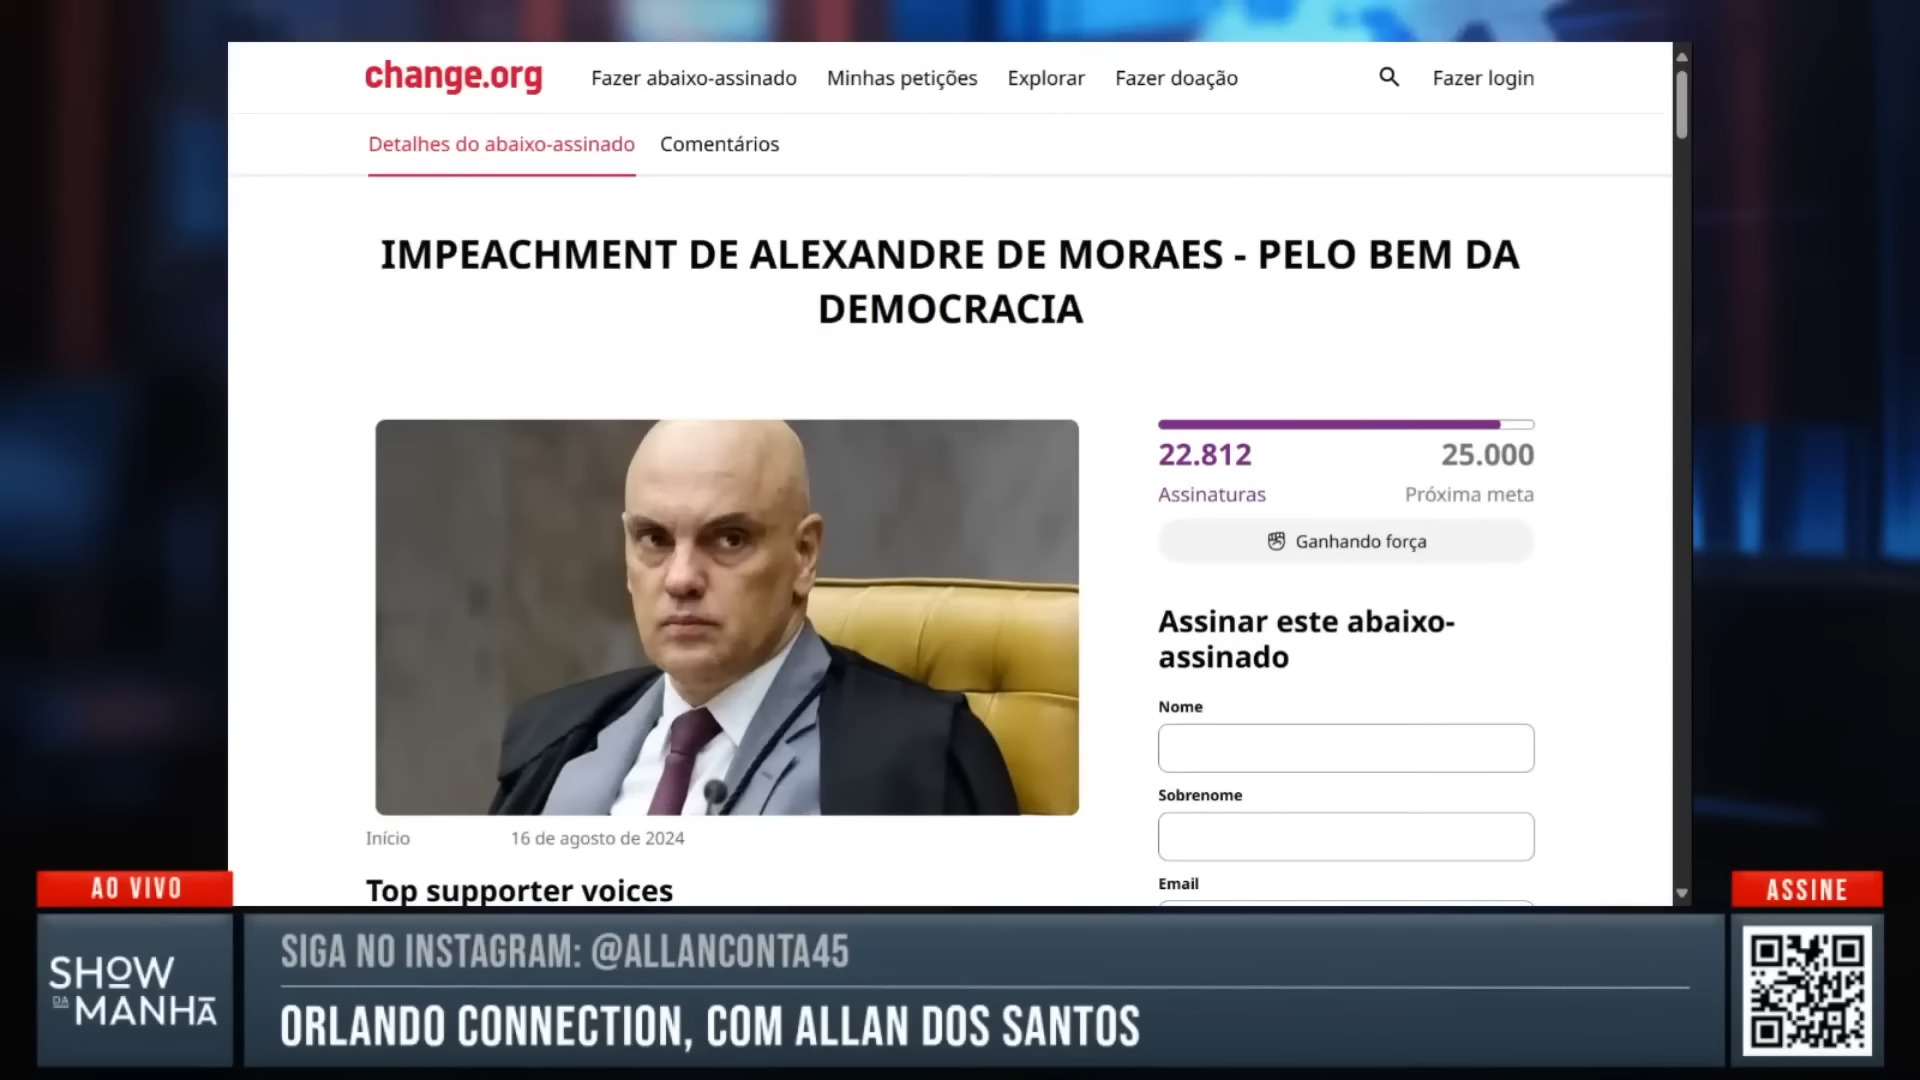 change.org
Fazer abaixo-assinado
Minhas petições
Explorar
Fazer doação
Fazer login
Detalhes do abaixo-assinado
Comentários
IMPEACHMENT DE ALEXANDRE DE MORAES - PELO BEM DA
DEMOCRACIA
22.812
25.000
Assinaturas
Próxima meta
Ganhando força
Assinar este abaixo-
assinado
Nome
Sobrenome
Email
Início
16 de agosto de 2024
Top supporter voices
AO VIVO
ASSINE
SHOW
DA
MANHÃ
SIGA NO INSTAGRAM: @ALLANCONTA45
ORLANDO CONNECTION, COM ALLAN DOS SANTOS